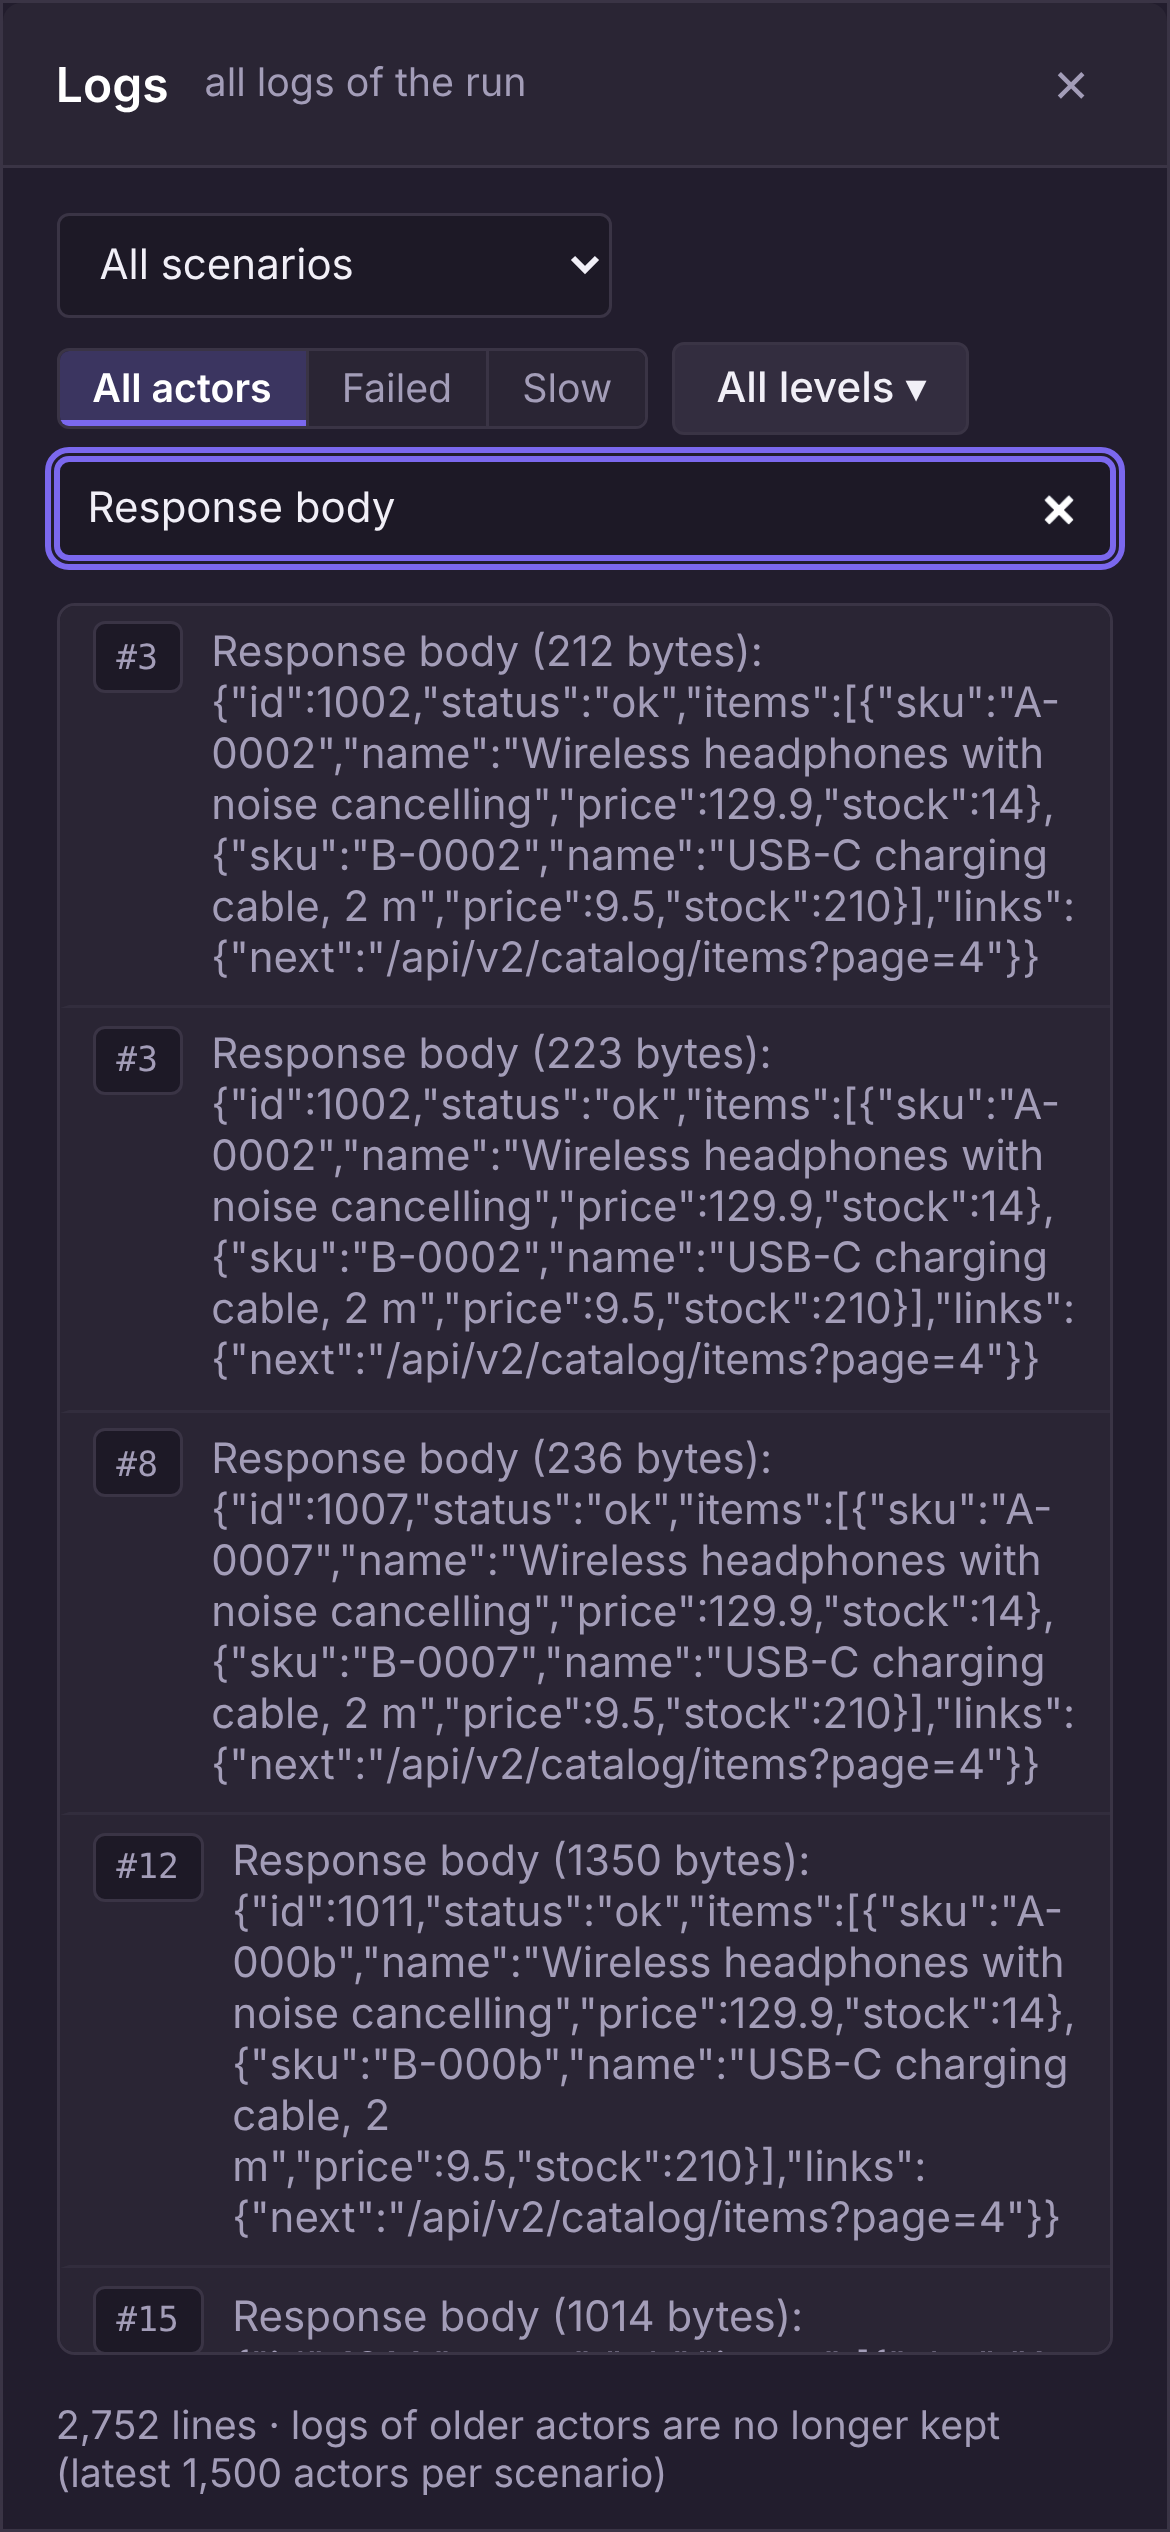 Logs all logs of the run ×
All scenarios
All actors Failed Slow All levels ▾
Response body ×
#3 Response body (212 bytes):
{"id":1002,"status":"ok","items":[{"sku":"A-
0002","name":"Wireless headphones with
noise cancelling","price":129.9,"stock":14},
{"sku":"B-0002","name":"USB-C charging
cable, 2 m","price":9.5,"stock":210}],"links":
{"next":"/api/v2/catalog/items?page=4"}}
#3 Response body (223 bytes):
{"id":1002,"status":"ok","items":[{"sku":"A-
0002","name":"Wireless headphones with
noise cancelling","price":129.9,"stock":14},
{"sku":"B-0002","name":"USB-C charging
cable, 2 m","price":9.5,"stock":210}],"links":
{"next":"/api/v2/catalog/items?page=4"}}
#8 Response body (236 bytes):
{"id":1007,"status":"ok","items":[{"sku":"A-
0007","name":"Wireless headphones with
noise cancelling","price":129.9,"stock":14},
{"sku":"B-0007","name":"USB-C charging
cable, 2 m","price":9.5,"stock":210}],"links":
{"next":"/api/v2/catalog/items?page=4"}}
#12 Response body (1350 bytes):
{"id":1011,"status":"ok","items":[{"sku":"A-
000b","name":"Wireless headphones with
noise cancelling","price":129.9,"stock":14},
{"sku":"B-000b","name":"USB-C charging
cable, 2
m","price":9.5,"stock":210}],"links":
{"next":"/api/v2/catalog/items?page=4"}}
#15 Response body (1014 bytes):
2,752 lines · logs of older actors are no longer kept
(latest 1,500 actors per scenario)